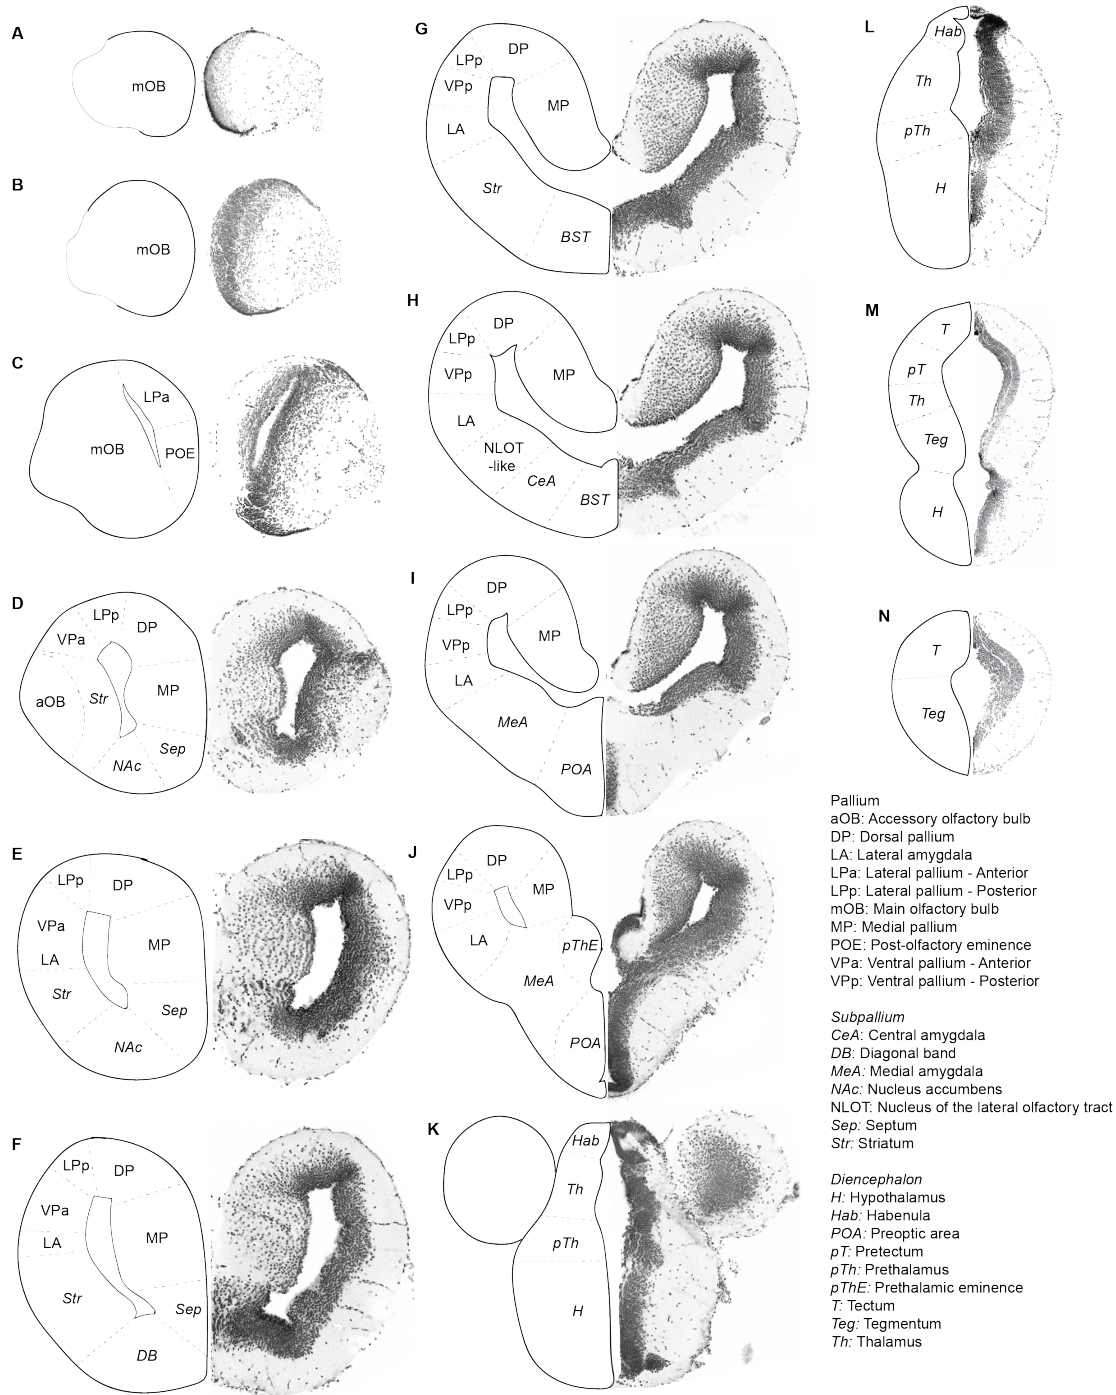 A
mOB
B
mOB
C
LPa
mOB
POE
D
LPp
VPa
DP
aOB
Str
MP
Sep
NAc
E
LPp
DP
VPa
MP
LA
Str
Sep
NAc
F
LPp
DP
VPa
LA
MP
Str
Sep
DB
G
DP
LPp
VPp
MP
LA
Str
BST
H
DP
LPp
VPp
MP
LA
NLOT
-like
CeA
BST
I
DP
LPp
VPp
MP
LA
MeA
POA
J
DP
LPp
MP
VPp
LA
pThE
MeA
POA
K
Hab
Th
pTh
H
L
Hab
Th
pTh
H
M
T
pT
Th
Teg
H
N
T
Teg
Pallium
aOB: Accessory olfactory bulb
DP: Dorsal pallium
LA: Lateral amygdala
LPa: Lateral pallium - Anterior
LPp: Lateral pallium - Posterior
mOB: Main olfactory bulb
MP: Medial pallium
POE: Post-olfactory eminence
VPa: Ventral pallium - Anterior
VPp: Ventral pallium - Posterior
Subpallium
CeA: Central amygdala
DB: Diagonal band
MeA: Medial amygdala
NAc: Nucleus accumbens
NLOT: Nucleus of the lateral olfactory tract
Sep: Septum
Str: Striatum
Diencephalon
H: Hypothalamus
Hab: Habenula
POA: Preoptic area
pT: Pretectum
pTh: Prethalamus
pThE: Prethalamic eminence
T: Tectum
Teg: Tegmentum
Th: Thalamus